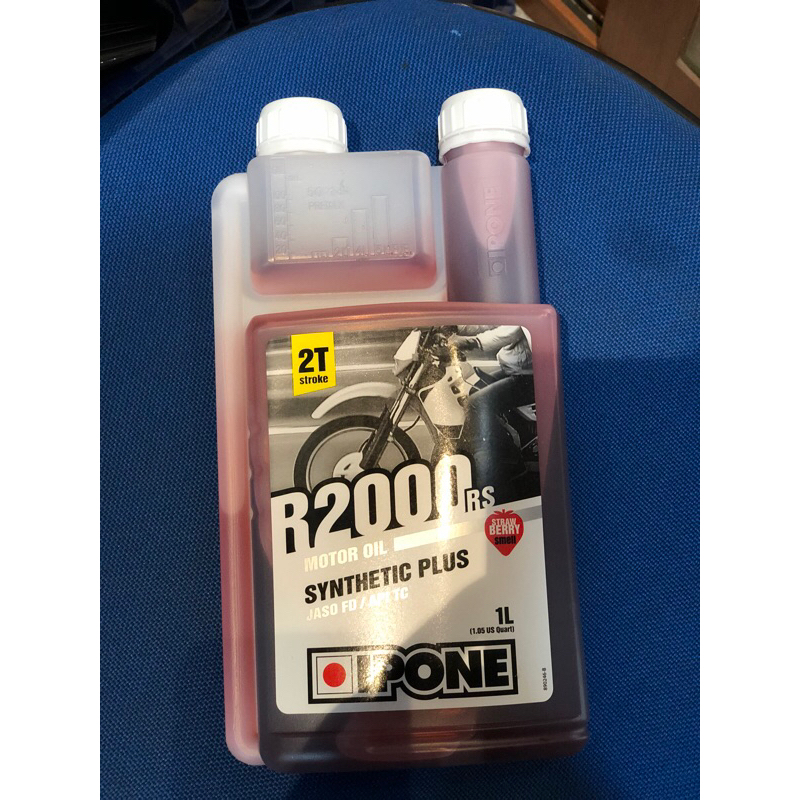 IPONE
2T
stroke
R2000RS
STRAW
BERRY
smell
MOTOR OIL
SYNTHETIC PLUS
JASO FD / API TC
1L
(1.05 US Quart)
IPONE